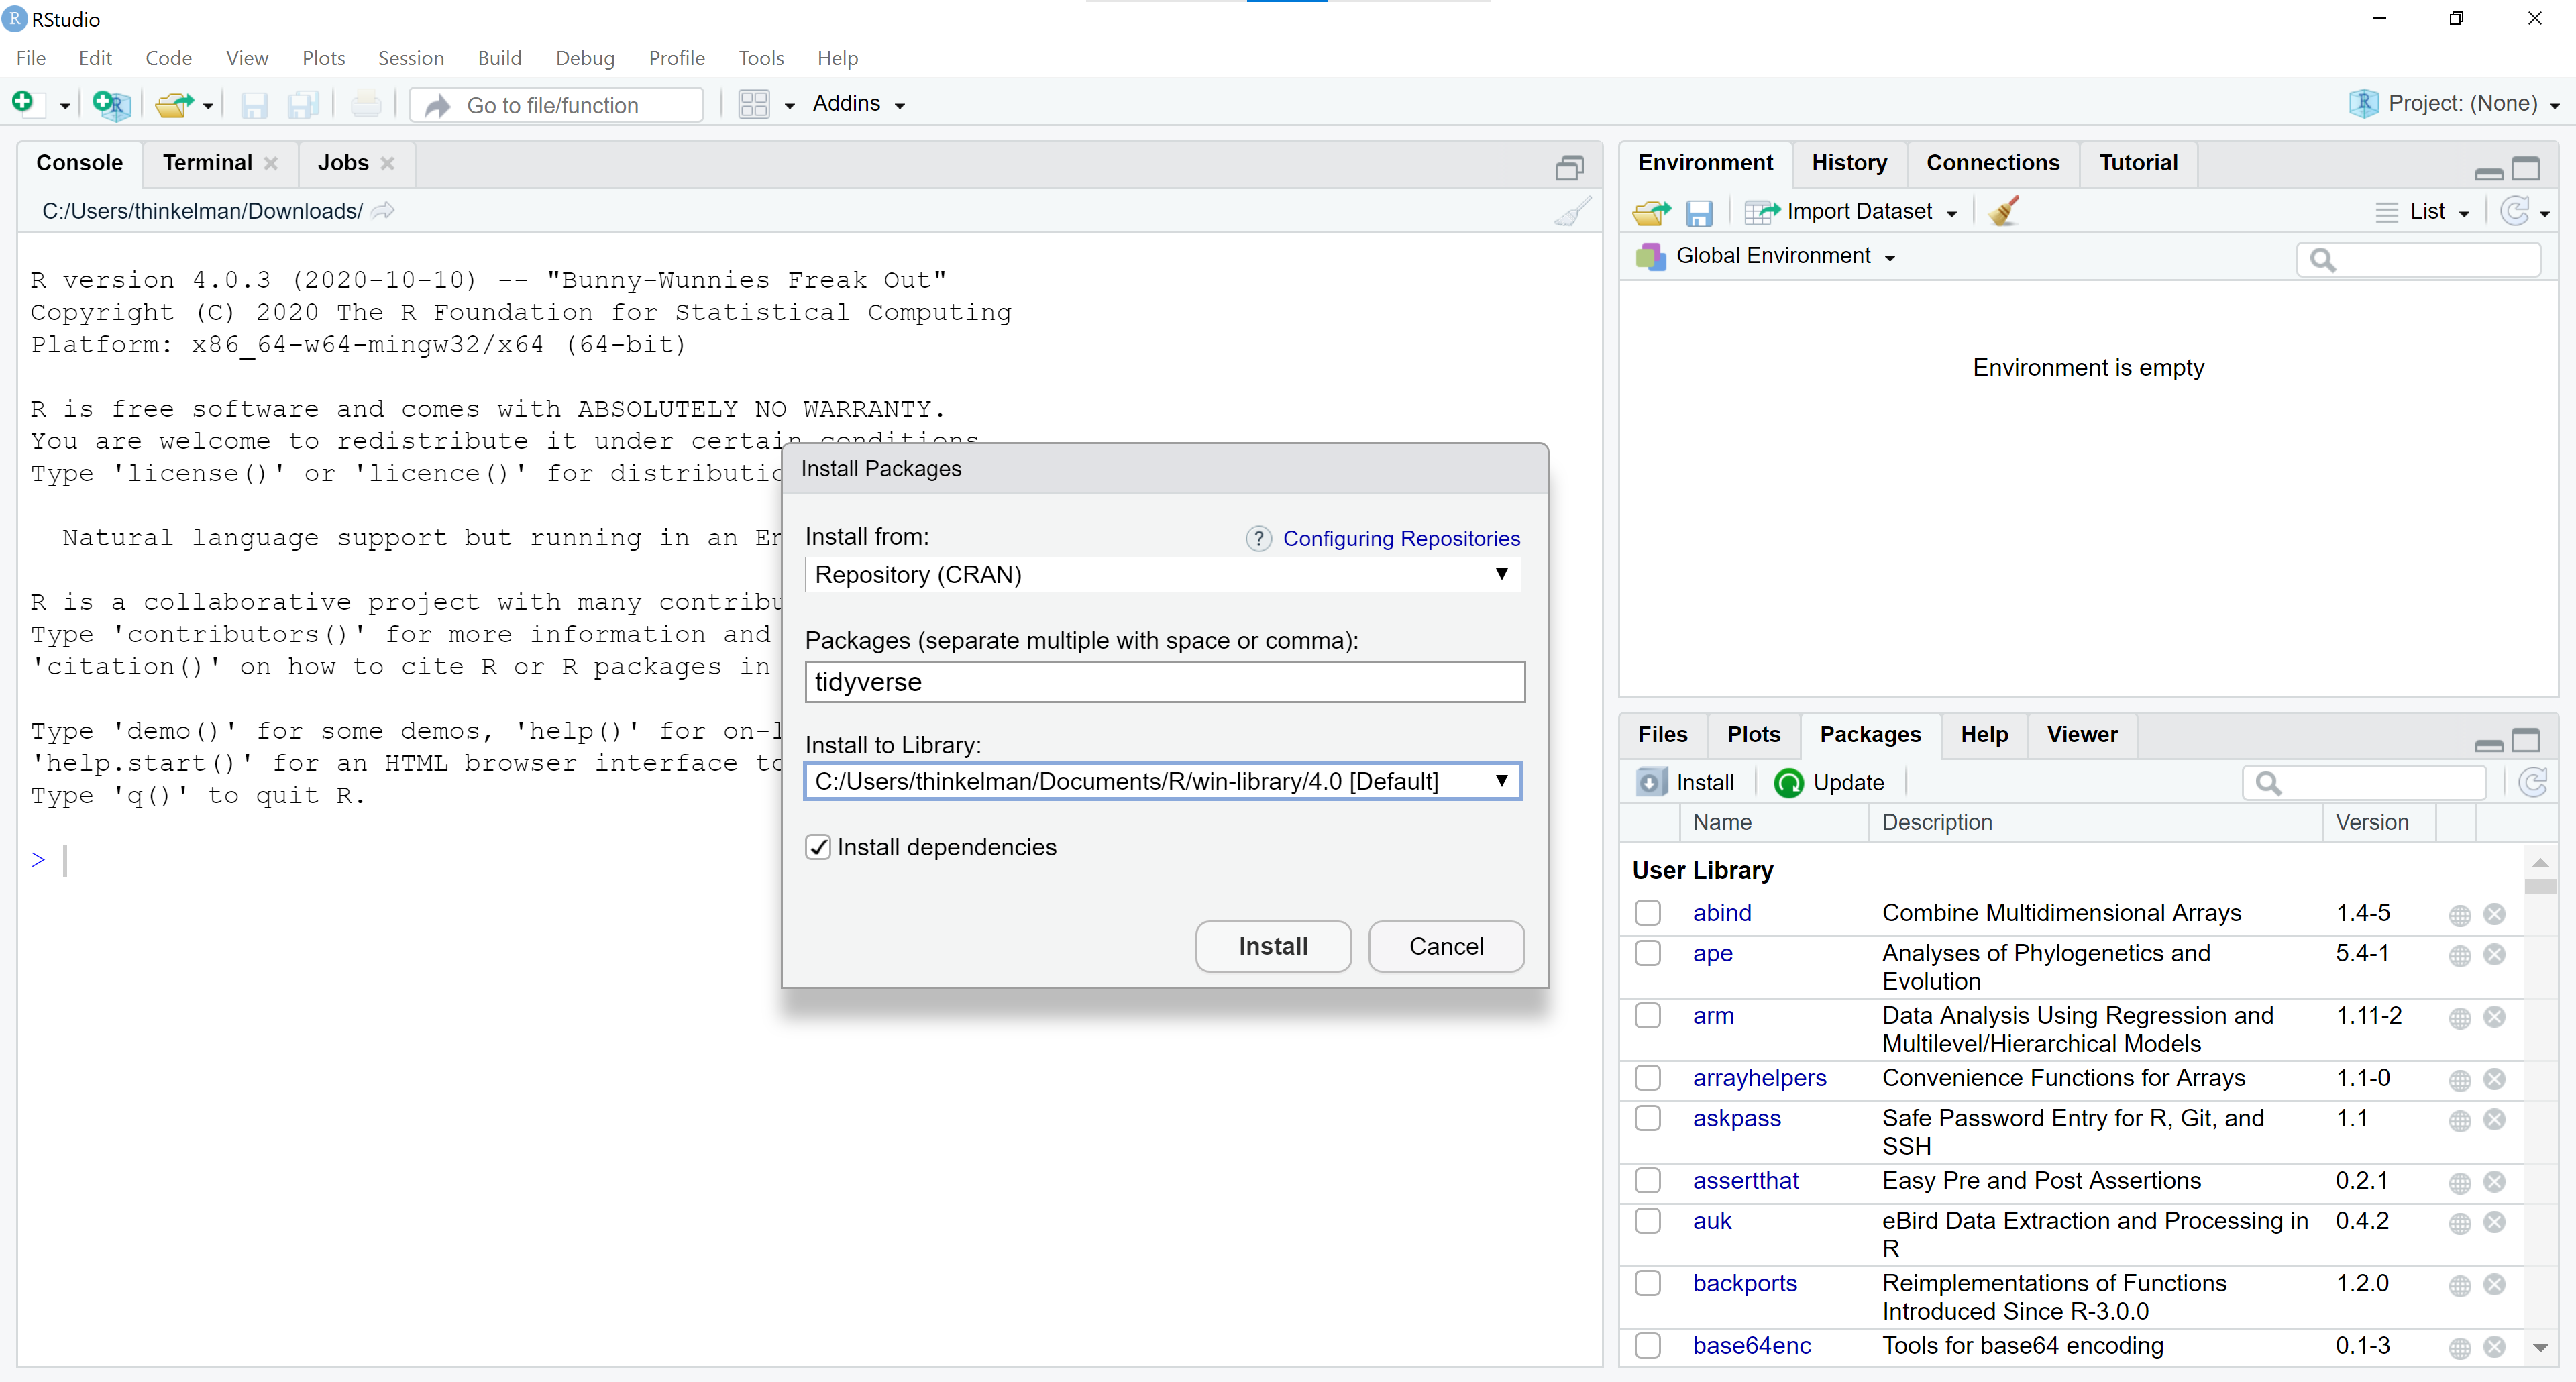 RStudio
File Edit Code View Plots Session Build Debug Profile Tools Help
Go to file/function Addins Project: (None)
Console Terminal Jobs
C:/Users/thinkelman/Downloads/
R version 4.0.3 (2020-10-10) -- "Bunny-Wunnies Freak Out"
Copyright (C) 2020 The R Foundation for Statistical Computing
Platform: x86_64-w64-mingw32/x64 (64-bit)
R is free software and comes with ABSOLUTELY NO WARRANTY.
You are welcome to redistribute it under certain conditions
Type 'license()' or 'licence()' for
Natural language support but running in an
R is a collaborative project with many
Type 'contributors()' for more information and
'citation()' on how to cite R or R packages in
Type 'demo()' for some demos, 'help()' for
'help.start()' for an HTML browser interface
Type 'q()' to quit R.
>
Install Packages
Install from: ? Configuring Repositories
Repository (CRAN)
Packages (separate multiple with space or comma):
tidyverse
Install to Library:
C:/Users/thinkelman/Documents/R/win-library/4.0 [Default]
Install dependencies
Install Cancel
Environment History Connections Tutorial
Import Dataset List
Global Environment
Environment is empty
Files Plots Packages Help Viewer
Install Update
Name Description Version
User Library
abind Combine Multidimensional Arrays 1.4-5
ape Analyses of Phylogenetics and 5.4-1
Evolution
arm Data Analysis Using Regression and 1.11-2
Multilevel/Hierarchical Models
arrayhelpers Convenience Functions for Arrays 1.1-0
askpass Safe Password Entry for R, Git, and 1.1
SSH
assertthat Easy Pre and Post Assertions 0.2.1
auk eBird Data Extraction and Processing in 0.4.2
R
backports Reimplementations of Functions 1.2.0
Introduced Since R-3.0.0
base64enc Tools for base64 encoding 0.1-3